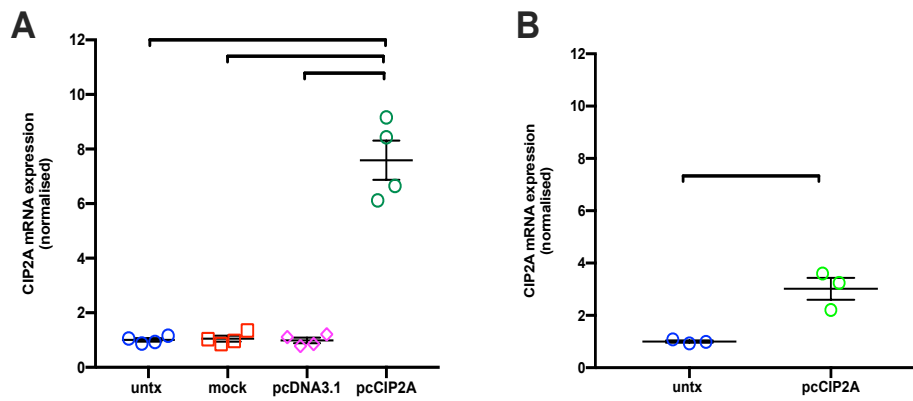 A
CIP2A mRNA expression
(normalised)
12
10
8
6
4
2
0
untx
mock
pcDNA3.1
pcCIP2A
B
CIP2A mRNA expression
(normalised)
12
10
8
6
4
2
0
untx
pcCIP2A